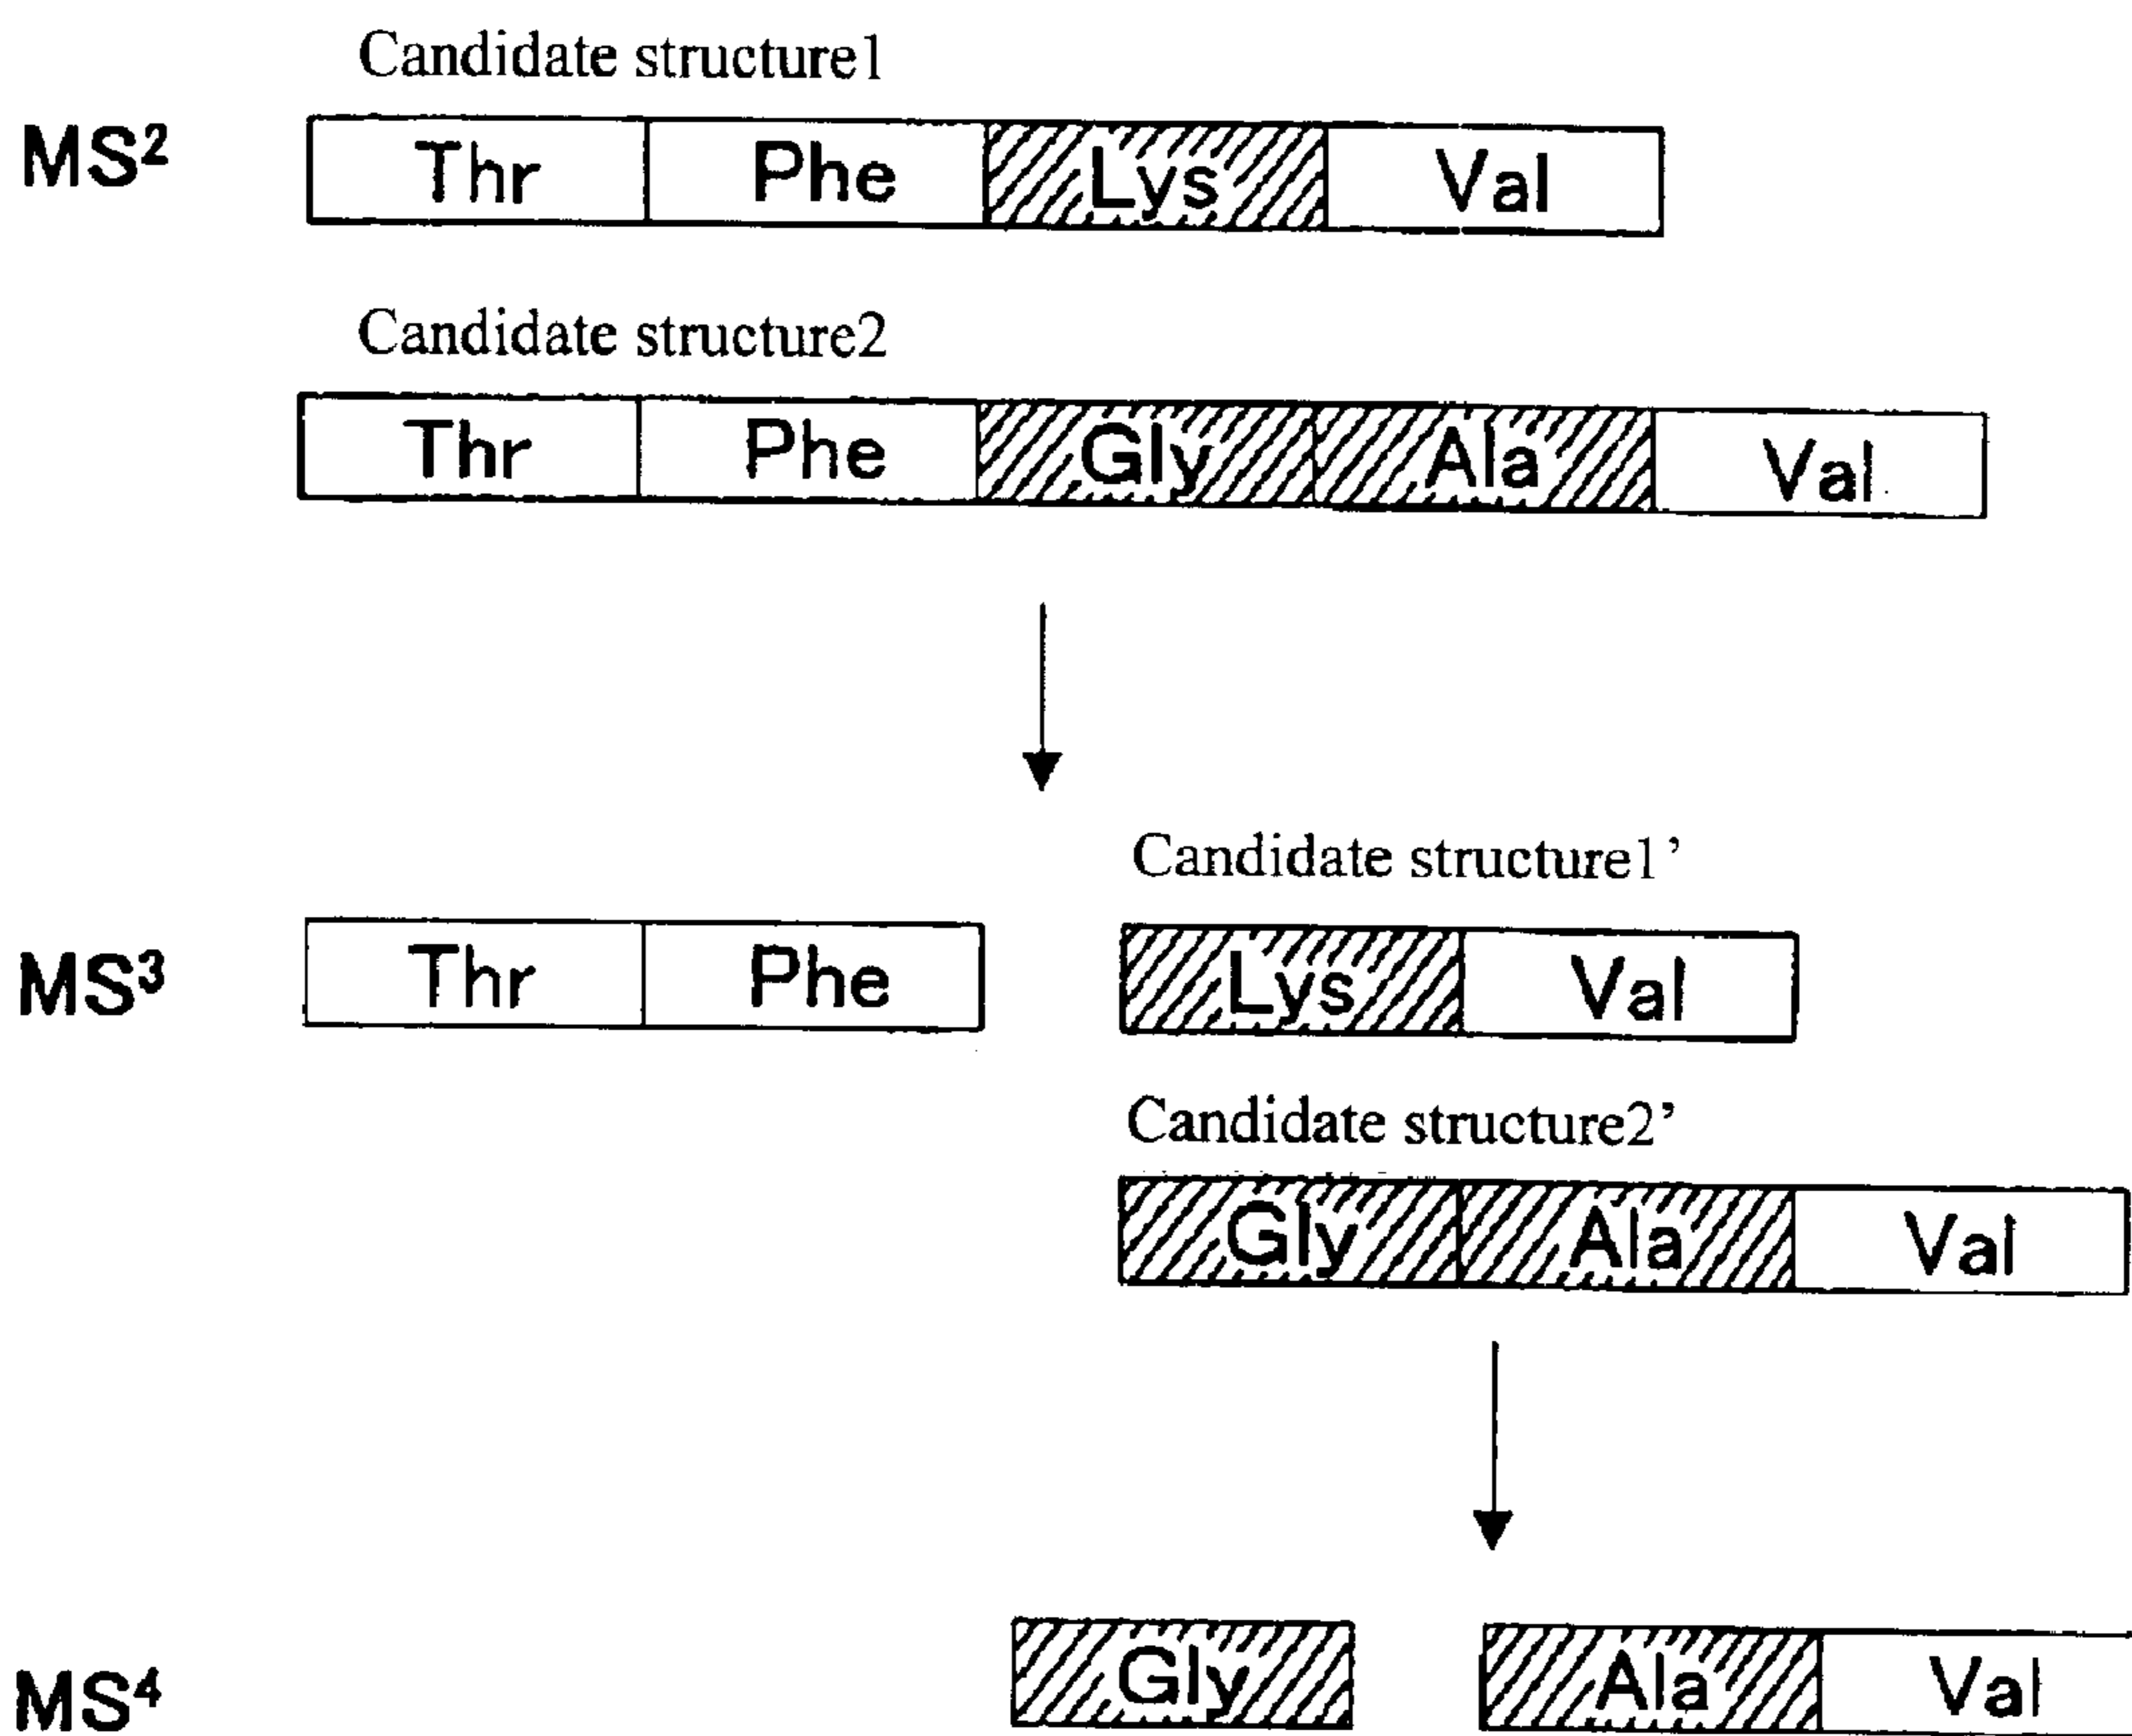 Candidate structure1
MS² Thr Phe Lys Val
Candidate structure2
Thr Phe Gly Ala Val
Candidate structure1’
MS³ Thr Phe Lys Val
Candidate structure2’
Gly Ala Val
MS⁴ Gly Ala Val